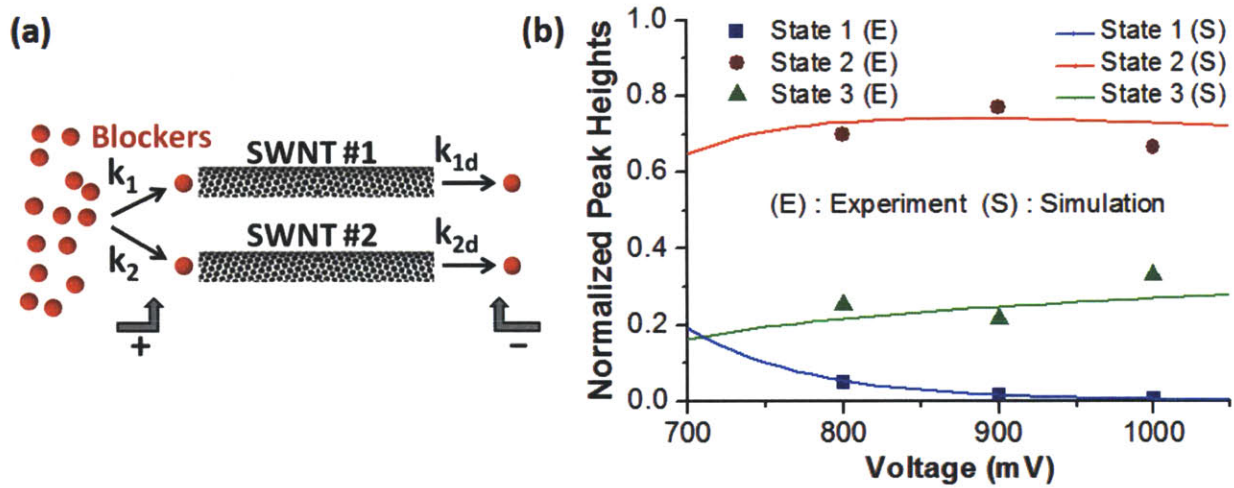 (a)
Blockers
k1
k2
SWNT #1
SWNT #2
k1d
k2d
+
−
(b)
Normalized Peak Heights
1.0
0.8
0.6
0.4
0.2
0.0
State 1 (E)
State 2 (E)
State 3 (E)
State 1 (S)
State 2 (S)
State 3 (S)
(E) : Experiment (S) : Simulation
700 800 900 1000
Voltage (mV)